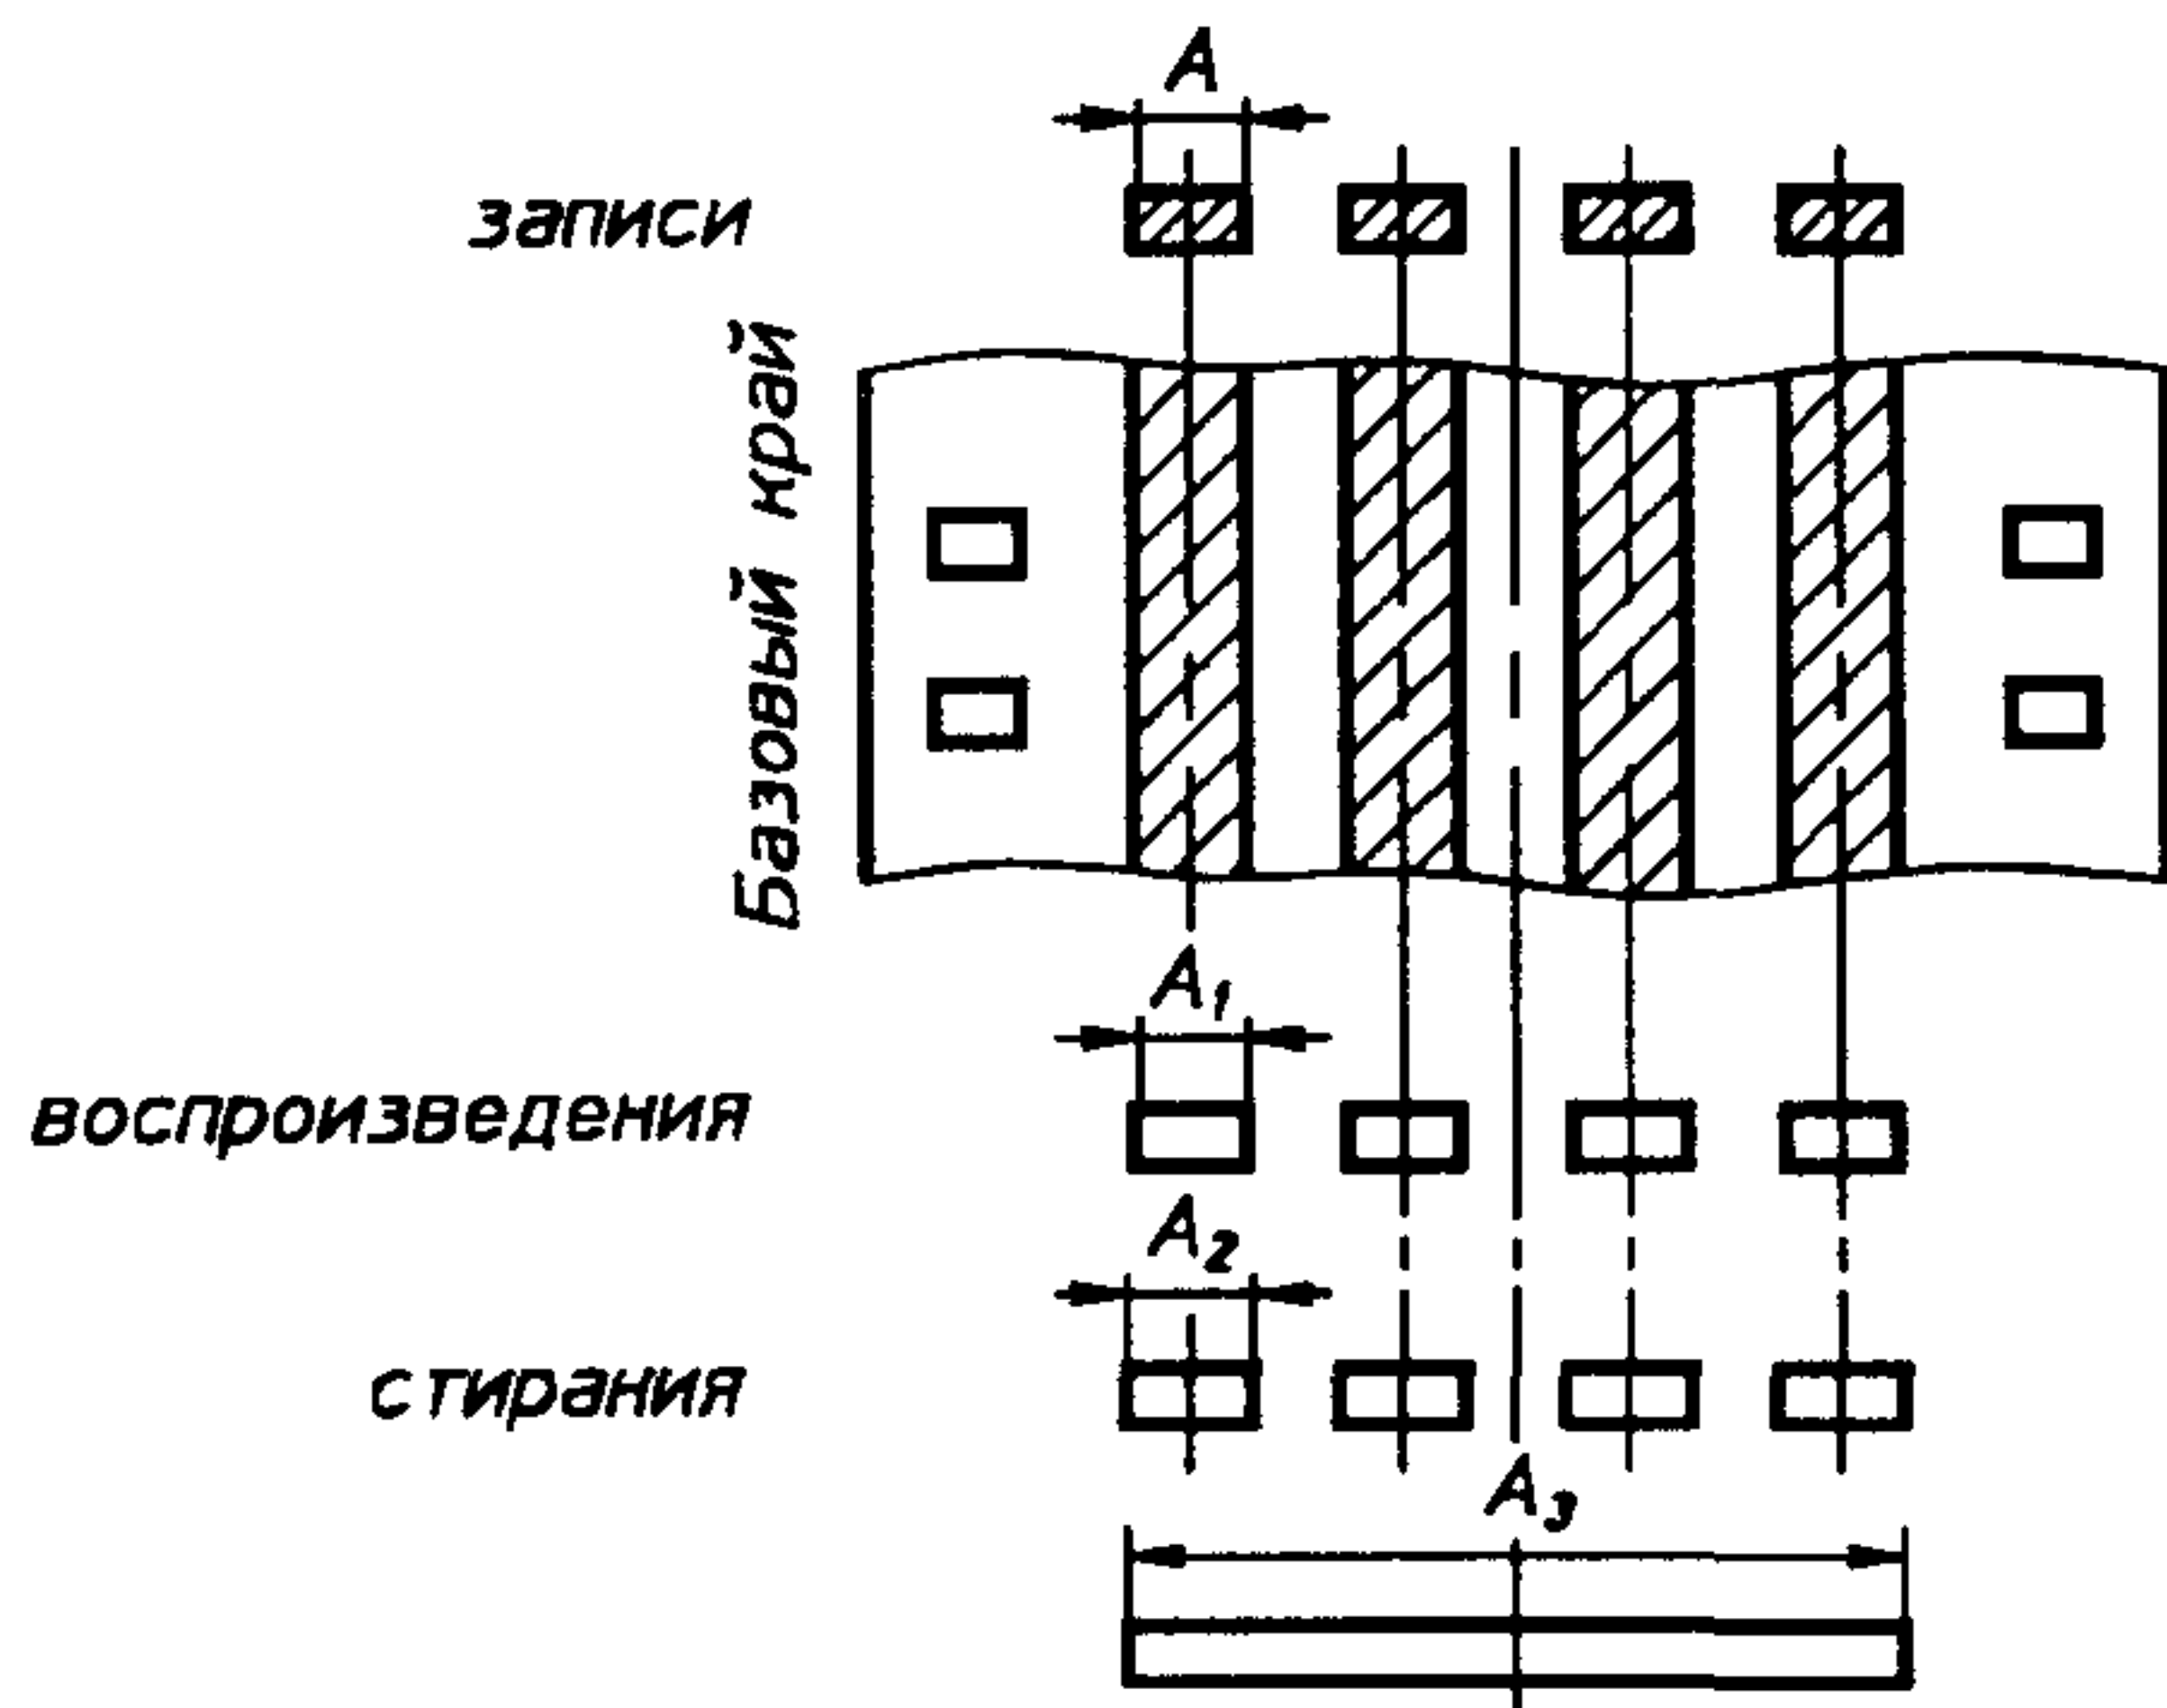 A
записи
Базовый край
A₁
воспроизведения
A₂
стирания
A₃